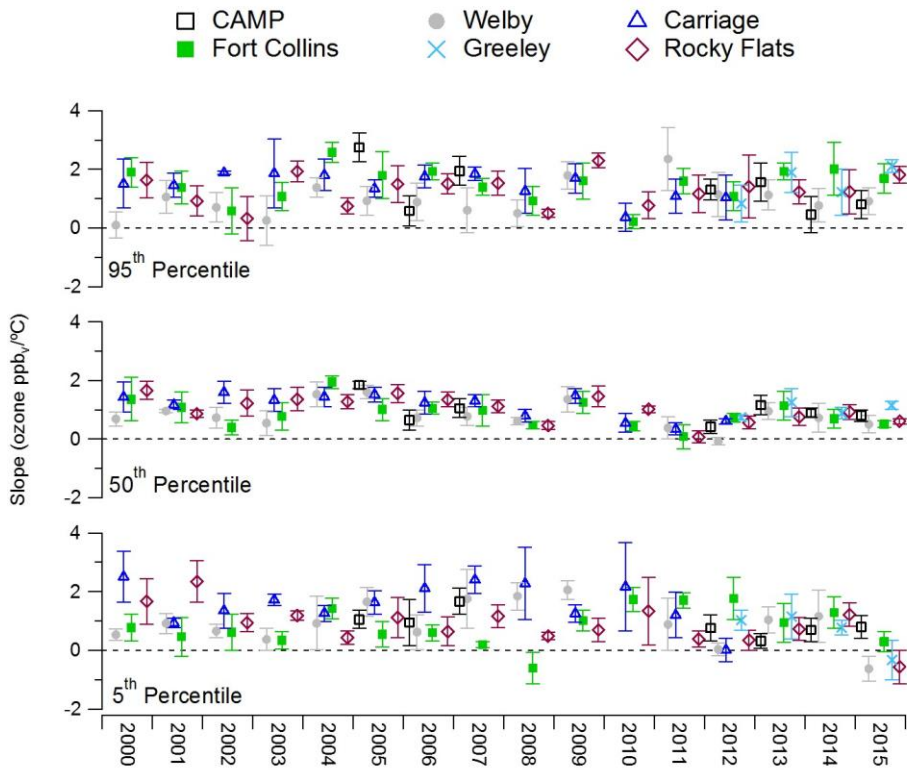 CAMP Welby Carriage
Fort Collins Greeley Rocky Flats
Slope (ozone ppbv/ºC)
4
2
0
-2
95th Percentile
4
2
0
-2
50th Percentile
4
2
0
-2
5th Percentile
2000 2001 2002 2003 2004 2005 2006 2007 2008 2009 2010 2011 2012 2013 2014 2015